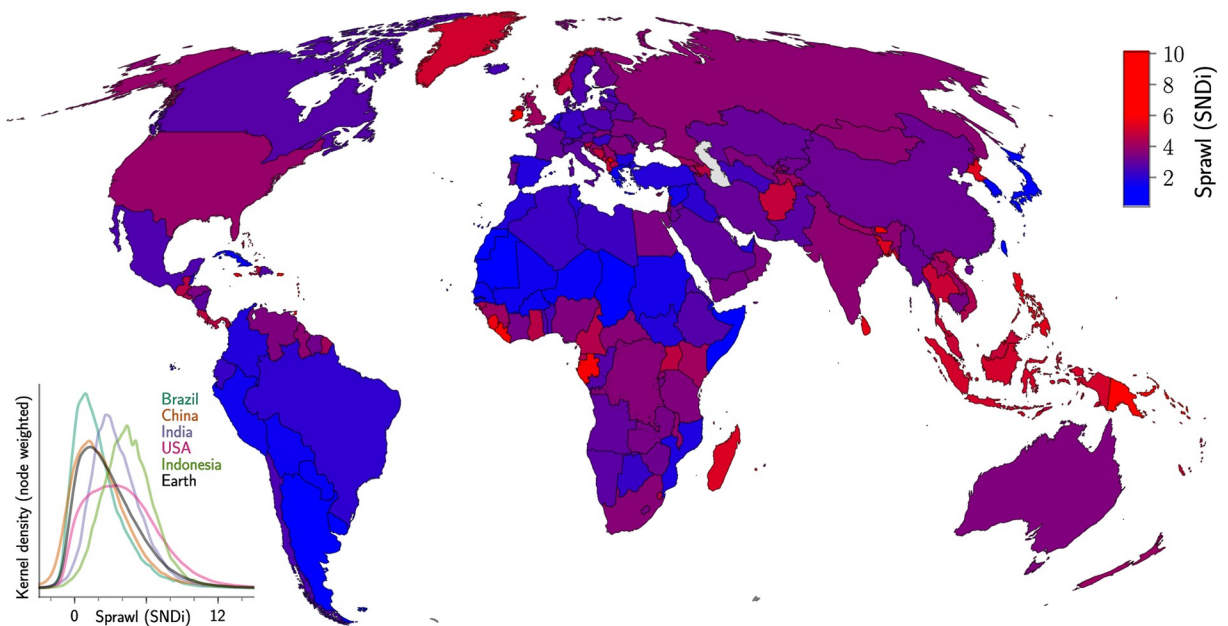 10
8
6
4
2
Sprawl (SNDi)
Kernel density (node weighted)
Brazil
China
India
USA
Indonesia
Earth
0 Sprawl (SNDi) 12